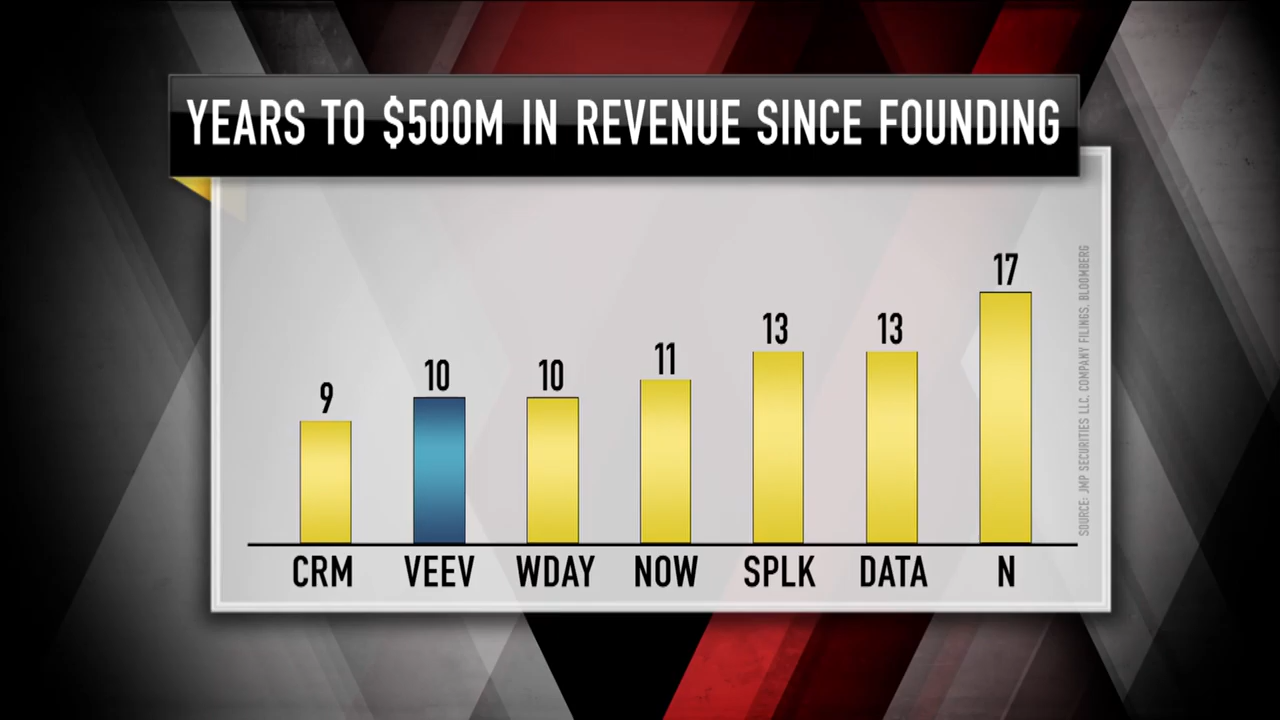 YEARS TO $500M IN REVENUE SINCE FOUNDING
9
10
10
11
13
13
17
CRM
VEEV
WDAY
NOW
SPLK
DATA
N
SOURCE: JMP SECURITIES LLC, COMPANY FILINGS, BLOOMBERG